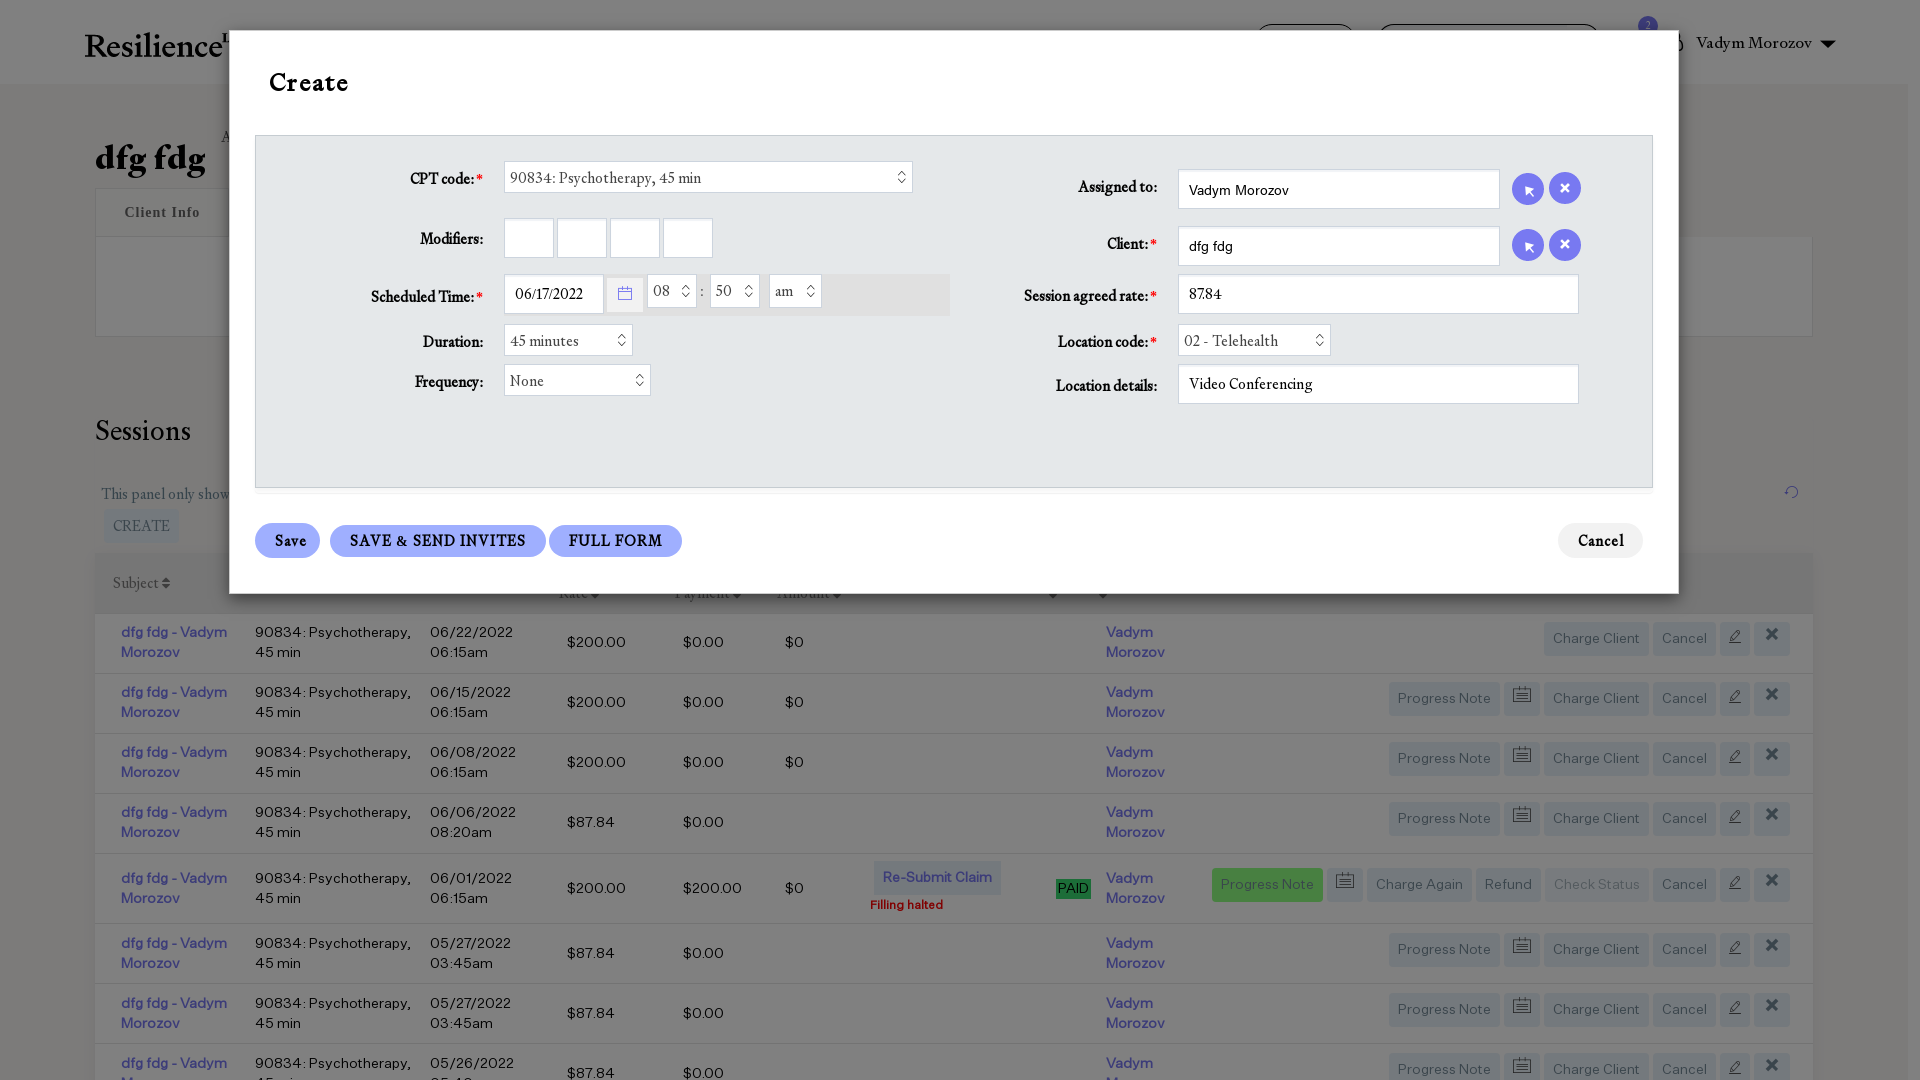 Resilience
2
Vadym Morozov
Create
dfg fdg
Client Info
CPT code:*
90834: Psychotherapy, 45 min
Modifiers:
Scheduled Time:*
06/17/2022
08
:
50
am
Duration:
45 minutes
Frequency:
None
Assigned to:
Vadym Morozov
Client:*
dfg fdg
Session agreed rate:*
87.84
Location code:*
02 - Telehealth
Location details:
Video Conferencing
Sessions
This panel only show
CREATE
Save
SAVE & SEND INVITES
FULL FORM
Cancel
Subject
Rate
Payment
Amount
dfg fdg - Vadym Morozov 90834: Psychotherapy, 45 min 06/22/2022 06:15am $200.00 $0.00 $0 Vadym Morozov Charge Client Cancel
dfg fdg - Vadym Morozov 90834: Psychotherapy, 45 min 06/15/2022 06:15am $200.00 $0.00 $0 Vadym Morozov Progress Note Charge Client Cancel
dfg fdg - Vadym Morozov 90834: Psychotherapy, 45 min 06/08/2022 06:15am $200.00 $0.00 $0 Vadym Morozov Progress Note Charge Client Cancel
dfg fdg - Vadym Morozov 90834: Psychotherapy, 45 min 06/06/2022 08:20am $87.84 $0.00 Vadym Morozov Progress Note Charge Client Cancel
dfg fdg - Vadym Morozov 90834: Psychotherapy, 45 min 06/01/2022 06:15am $200.00 $200.00 $0 Re-Submit Claim Filling halted PAID Vadym Morozov Progress Note Charge Again Refund Check Status Cancel
dfg fdg - Vadym Morozov 90834: Psychotherapy, 45 min 05/27/2022 03:45am $87.84 $0.00 Vadym Morozov Progress Note Charge Client Cancel
dfg fdg - Vadym Morozov 90834: Psychotherapy, 45 min 05/27/2022 03:45am $87.84 $0.00 Vadym Morozov Progress Note Charge Client Cancel
dfg fdg - Vadym 90834: Psychotherapy, 05/26/2022 $87.84 $0.00 Vadym Progress Note Charge Client Cancel